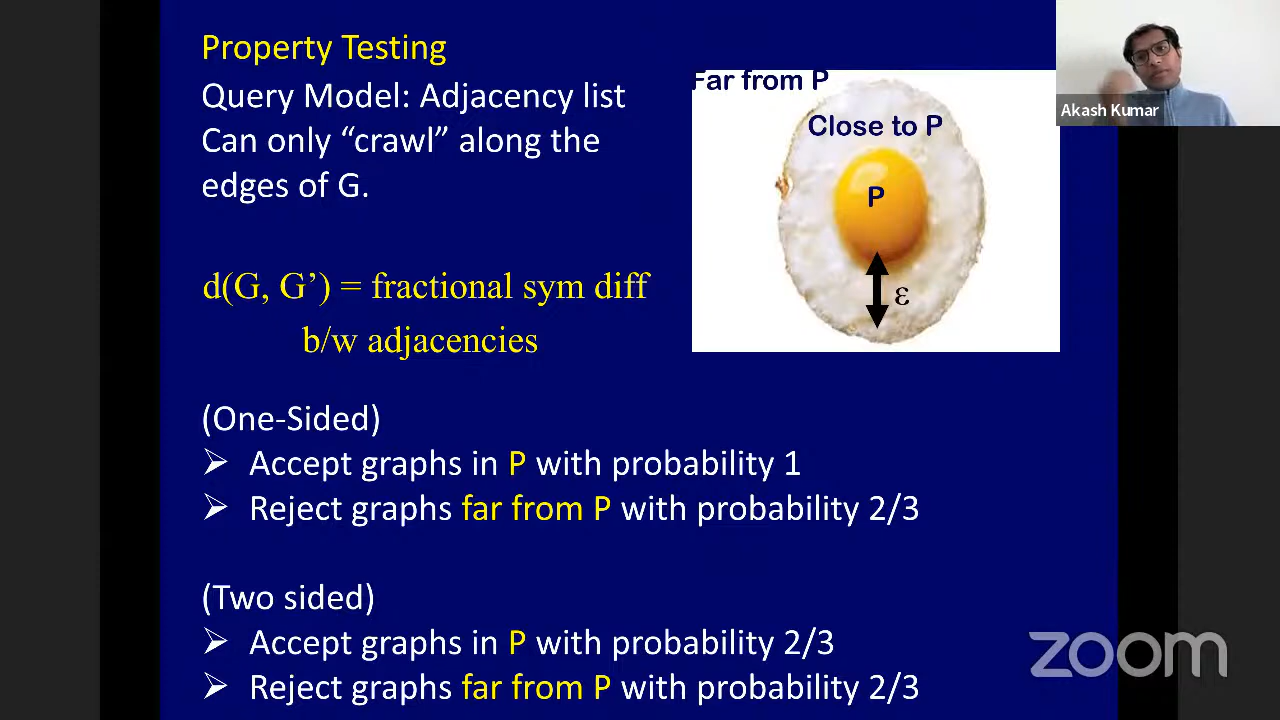 Property Testing
Query Model: Adjacency list
Can only “crawl” along the
edges of G.
d(G, G’) = fractional sym diff
b/w adjacencies
Far from P
Close to P
P
ε
Akash Kumar
(One-Sided)
➢ Accept graphs in P with probability 1
➢ Reject graphs far from P with probability 2/3
(Two sided)
➢ Accept graphs in P with probability 2/3
➢ Reject graphs far from P with probability 2/3
zoom